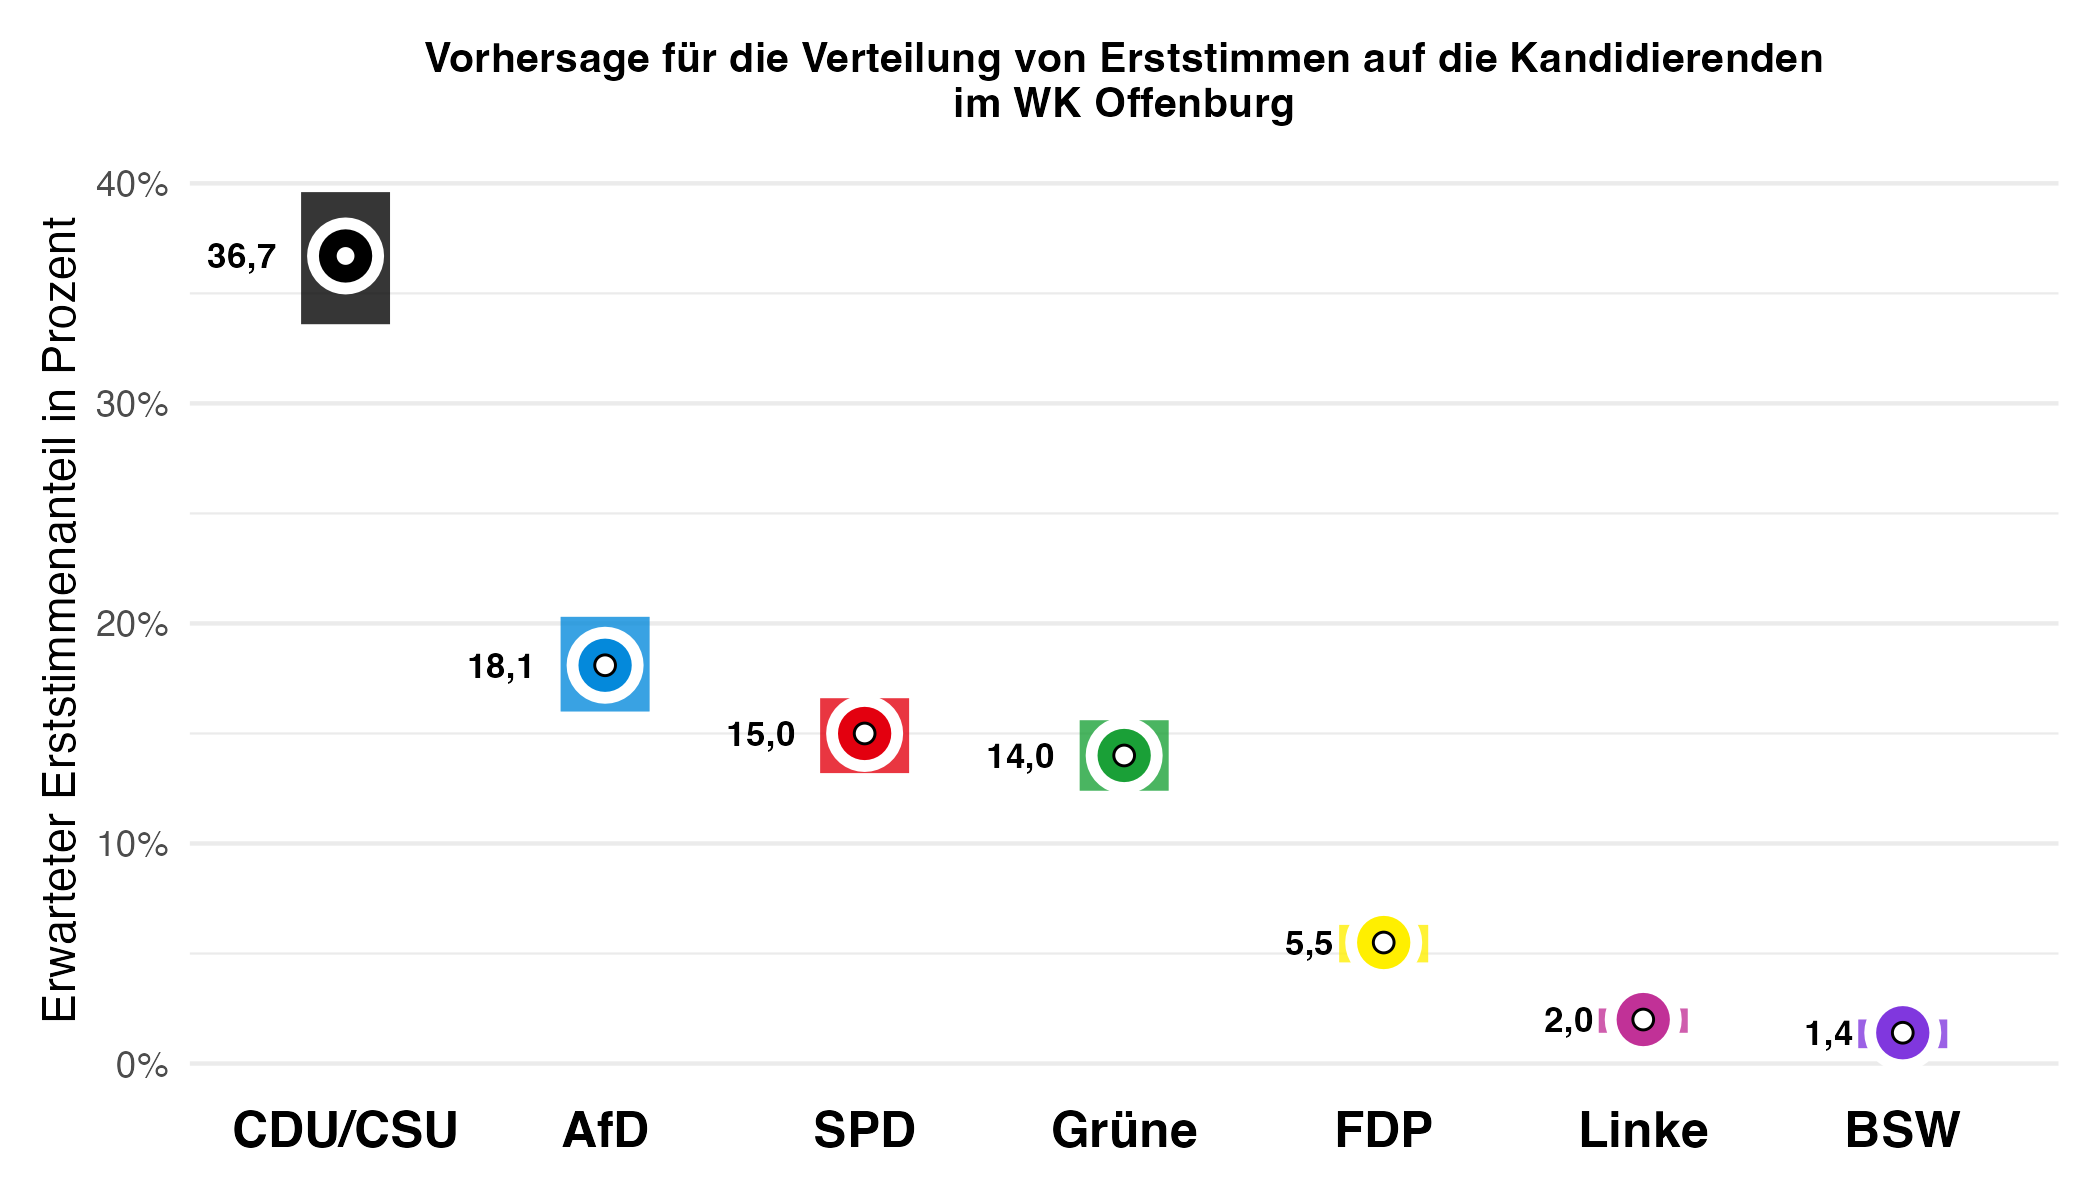 Vorhersage für die Verteilung von Erststimmen auf die Kandidierenden
im WK Offenburg
Erwarteter Erststimmenanteil in Prozent
40%
30%
20%
10%
0%
36,7
18,1
15,0
14,0
5,5
2,0
1,4
CDU/CSU
AfD
SPD
Grüne
FDP
Linke
BSW